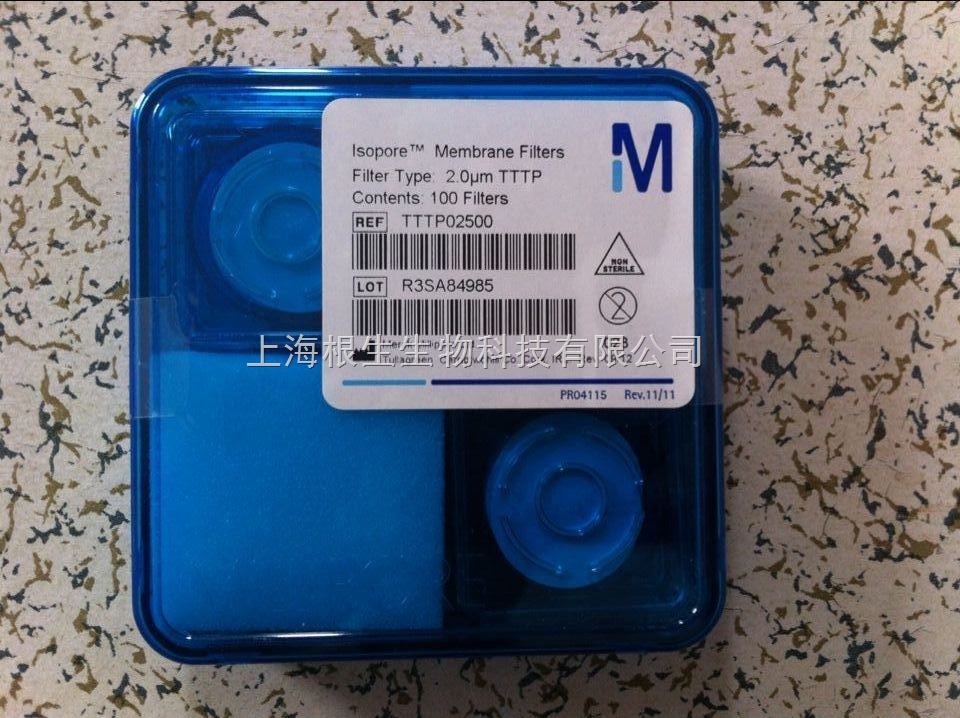 M
Isopore™ Membrane Filters
Filter Type: 2.0µm TTTP
Contents: 100 Filters
REF TTTP02500
NON
STERILE
LOT R3SA84985
2
上海根生生物科技有限公司
PR04115 Rev.11/11